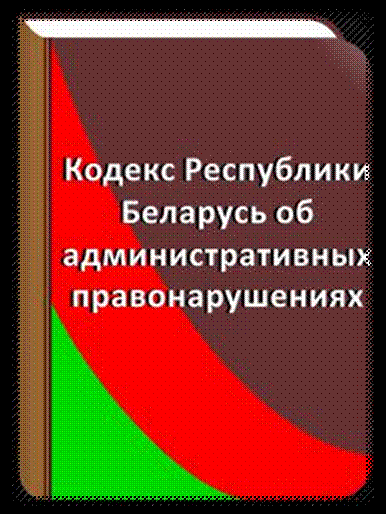 Кодекс Республики
Беларусь об
административных
правонарушениях